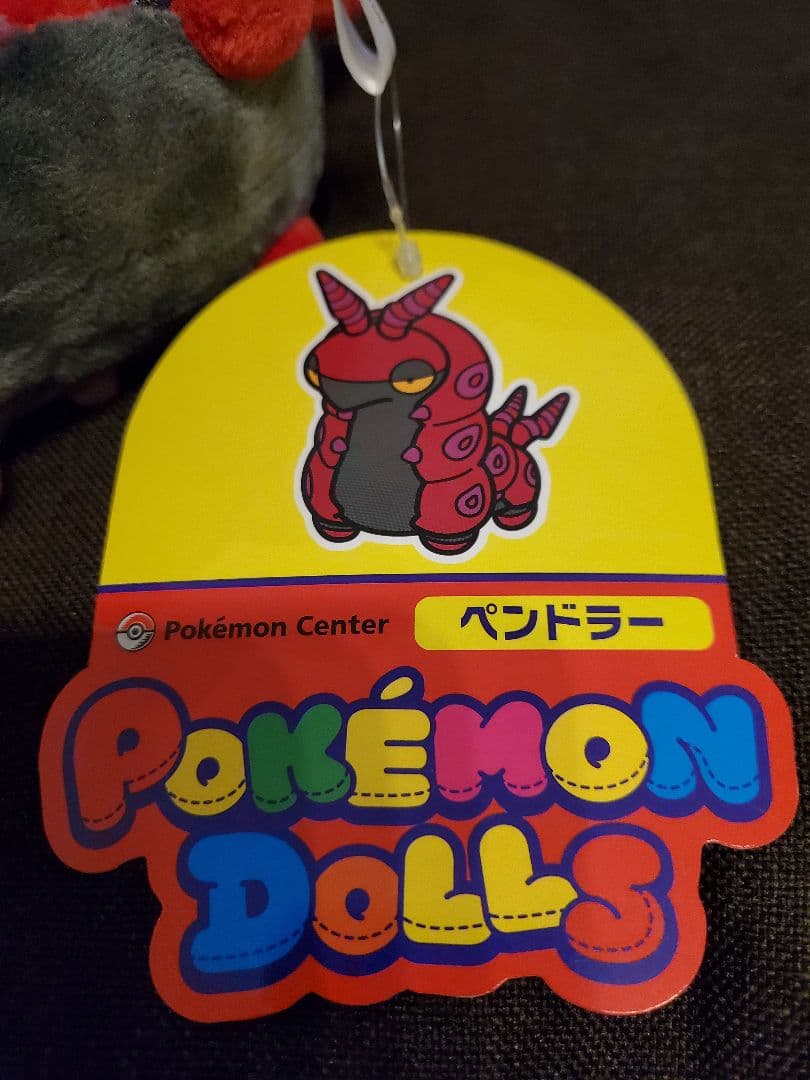 Pokémon Center
ペンドラー
POKÉMON
DOLLS